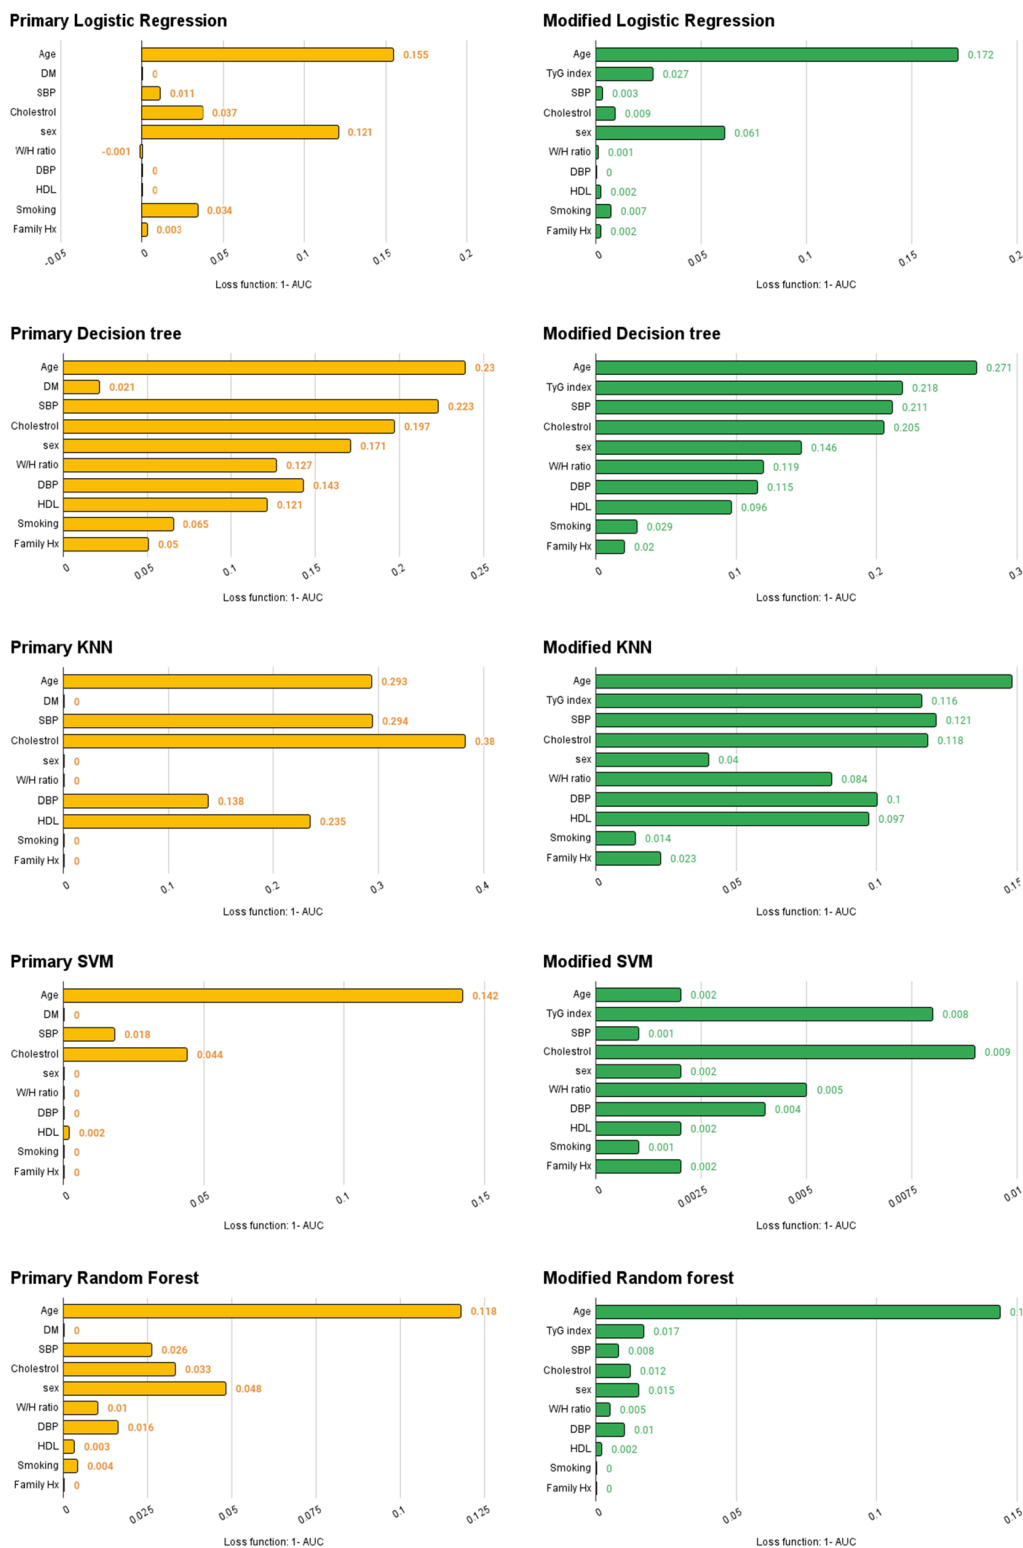 Primary Logistic Regression
Age 0.155
DM 0
SBP 0.011
Cholestrol 0.037
sex 0.121
W/H ratio -0.001
DBP 0
HDL 0
Smoking 0.034
Family Hx 0.003
-0.05 0 0.05 0.1 0.15 0.2
Loss function: 1- AUC
Modified Logistic Regression
Age 0.172
TyG index 0.027
SBP 0.003
Cholestrol 0.009
sex 0.061
W/H ratio 0.001
DBP 0
HDL 0.002
Smoking 0.007
Family Hx 0.002
0 0.05 0.1 0.15 0.2
Loss function: 1- AUC
Primary Decision tree
Age 0.23
DM 0.021
SBP 0.223
Cholestrol 0.197
sex 0.171
W/H ratio 0.127
DBP 0.143
HDL 0.121
Smoking 0.065
Family Hx 0.05
0 0.05 0.1 0.15 0.2 0.25
Loss function: 1- AUC
Modified Decision tree
Age 0.271
TyG index 0.218
SBP 0.211
Cholestrol 0.205
sex 0.146
W/H ratio 0.119
DBP 0.115
HDL 0.096
Smoking 0.029
Family Hx 0.02
0 0.1 0.2 0.3
Loss function: 1- AUC
Primary KNN
Age 0.293
DM 0
SBP 0.294
Cholestrol 0.38
sex 0
W/H ratio 0
DBP 0.138
HDL 0.235
Smoking 0
Family Hx 0
0 0.1 0.2 0.3 0.4
Loss function: 1- AUC
Modified KNN
Age
TyG index 0.116
SBP 0.121
Cholestrol 0.118
sex 0.04
W/H ratio 0.084
DBP 0.1
HDL 0.097
Smoking 0.014
Family Hx 0.023
0 0.05 0.1 0.15
Loss function: 1- AUC
Primary SVM
Age 0.142
DM 0
SBP 0.018
Cholestrol 0.044
sex 0
W/H ratio 0
DBP 0
HDL 0.002
Smoking 0
Family Hx 0
0 0.05 0.1 0.15
Loss function: 1- AUC
Modified SVM
Age 0.002
TyG index 0.008
SBP 0.001
Cholestrol 0.009
sex 0.002
W/H ratio 0.005
DBP 0.004
HDL 0.002
Smoking 0.001
Family Hx 0.002
0 0.0025 0.005 0.0075 0.01
Loss function: 1- AUC
Primary Random Forest
Age 0.118
DM 0
SBP 0.026
Cholestrol 0.033
sex 0.048
W/H ratio 0.01
DBP 0.016
HDL 0.003
Smoking 0.004
Family Hx 0
0 0.025 0.05 0.075 0.1 0.125
Loss function: 1- AUC
Modified Random forest
Age 0.1
TyG index 0.017
SBP 0.008
Cholestrol 0.012
sex 0.015
W/H ratio 0.005
DBP 0.01
HDL 0.002
Smoking 0
Family Hx 0
0 0.05 0.1 0.15
Loss function: 1- AUC